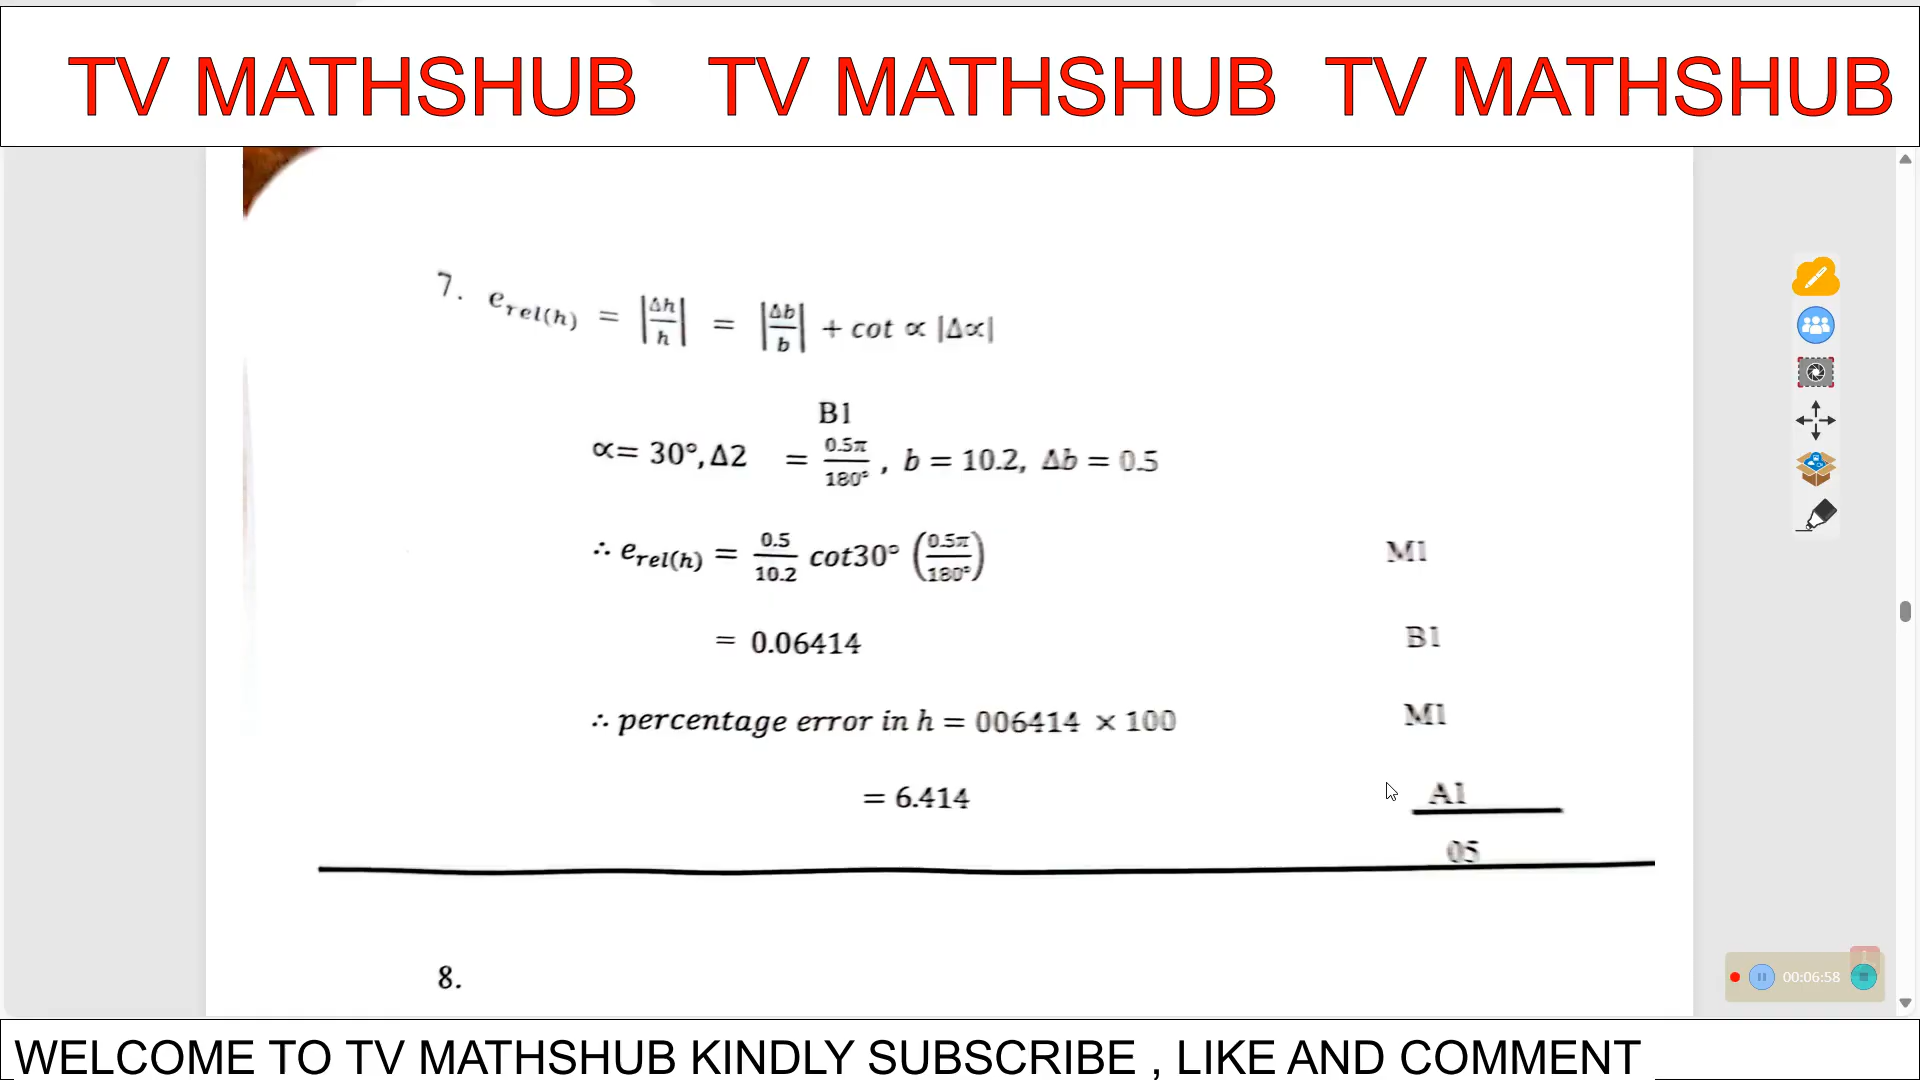 TV MATHSHUB TV MATHSHUB TV MATHSHUB
7. e_rel(h) = |Δh/h| = |Δb/b| + cot ∝ |Δ∝|
B1
∝= 30°, Δ2 = 0.5π/180° , b = 10.2, Δb = 0.5
∴ e_rel(h) = 0.5/10.2 cot30° (0.5π/180°) M1
= 0.06414 B1
∴ percentage error in h = 006414 × 100 M1
= 6.414 A1
05
8.
00:06:58
WELCOME TO TV MATHSHUB KINDLY SUBSCRIBE , LIKE AND COMMENT